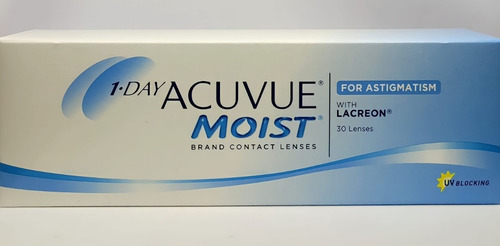 1·DAY ACUVUE®
MOIST®
BRAND CONTACT LENSES
FOR ASTIGMATISM
WITH
LACREON®
30 Lenses
UV BLOCKING